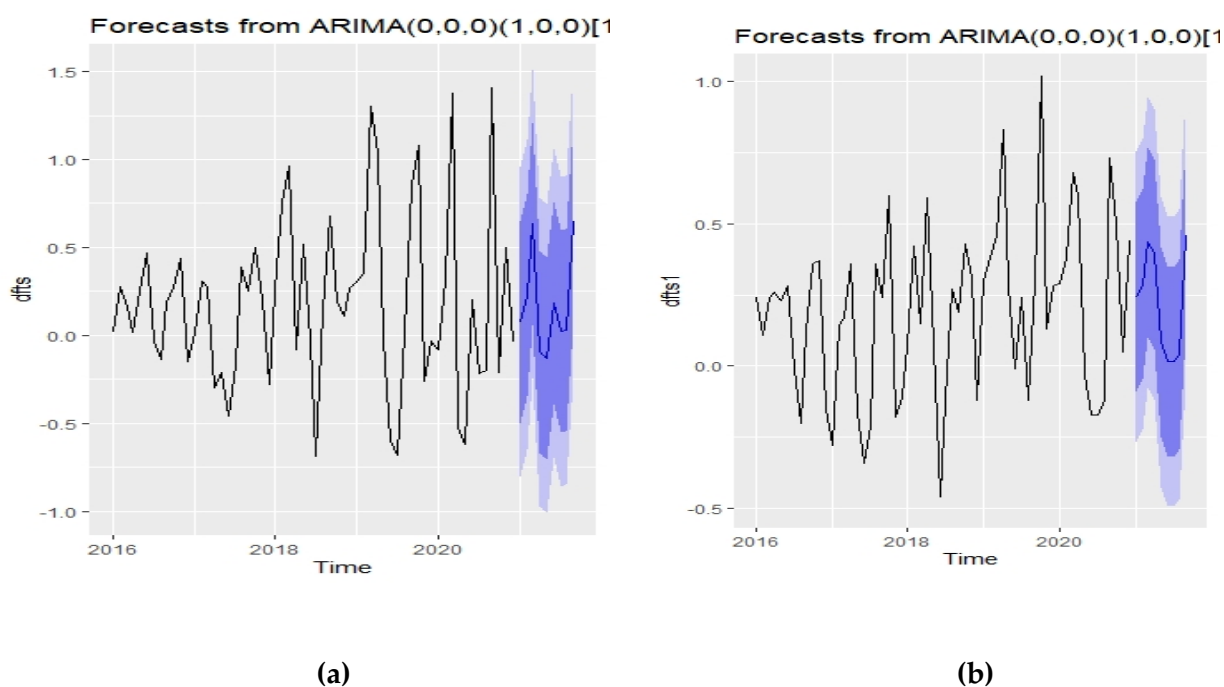 Forecasts from ARIMA(0,0,0)(1,0,0)[1
1.5
1.0
0.5
0.0
-0.5
-1.0
dfts
2016 2018 2020
Time
(a)
Forecasts from ARIMA(0,0,0)(1,0,0)[1
1.0
0.5
0.0
-0.5
dfts1
2016 2018 2020
Time
(b)